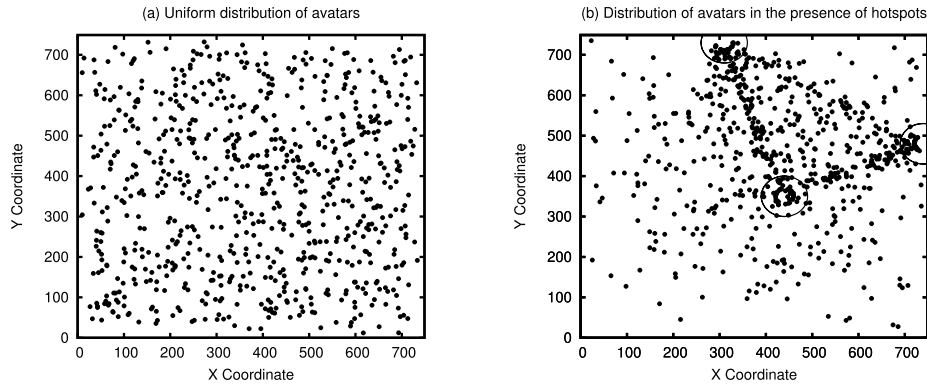 (a) Uniform distribution of avatars
700
600
500
400
300
200
100
0
0 100 200 300 400 500 600 700
Y Coordinate
X Coordinate
(b) Distribution of avatars in the presence of hotspots
700
600
500
400
300
200
100
0
0 100 200 300 400 500 600 700
Y Coordinate
X Coordinate